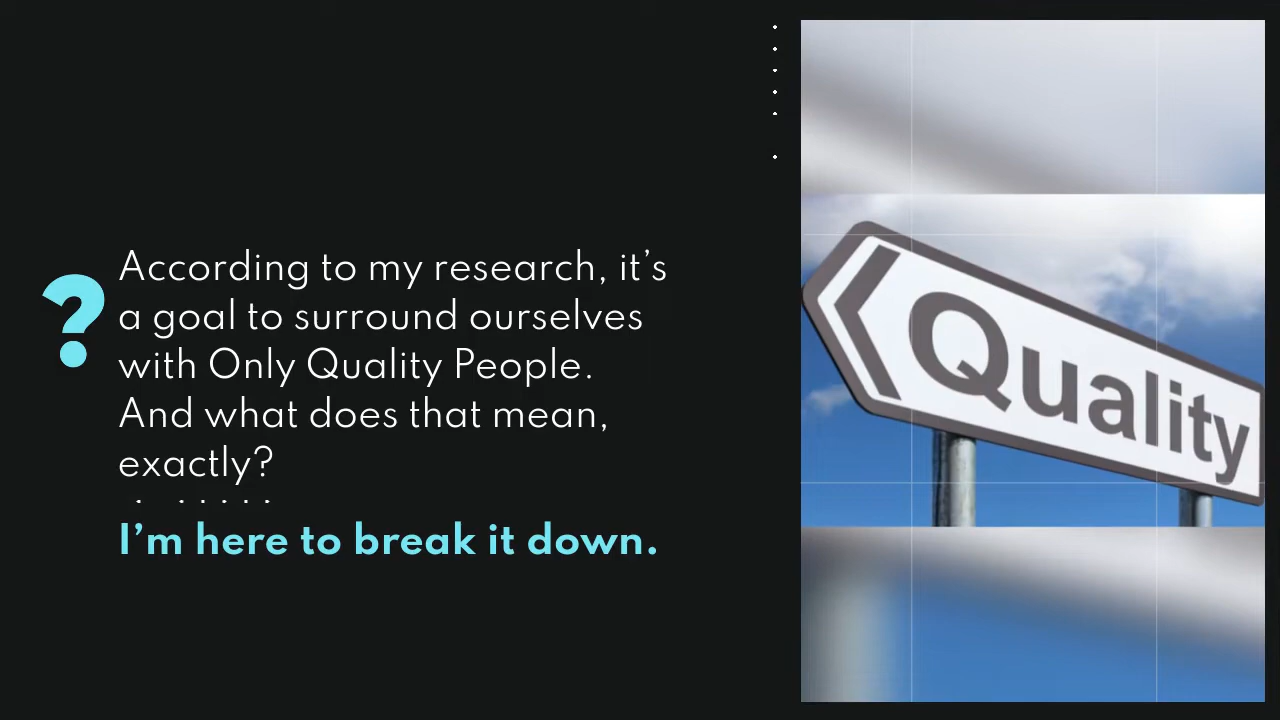 ?
According to my research, it’s
a goal to surround ourselves
with Only Quality People.
And what does that mean,
exactly?
I’m here to break it down.
Quality